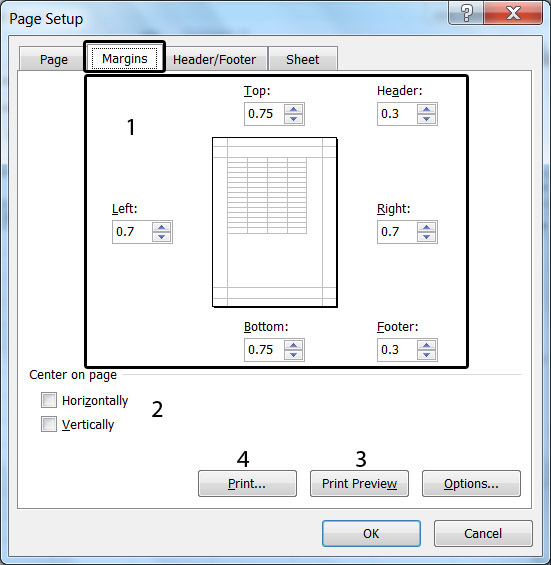 Page Setup
Page Margins Header/Footer Sheet
Top: Header:
1 0.75 0.3
Left: Right:
0.7 0.7
Bottom: Footer:
0.75 0.3
Center on page
Horizontally
2
Vertically
4 3
Print... Print Preview Options...
OK Cancel